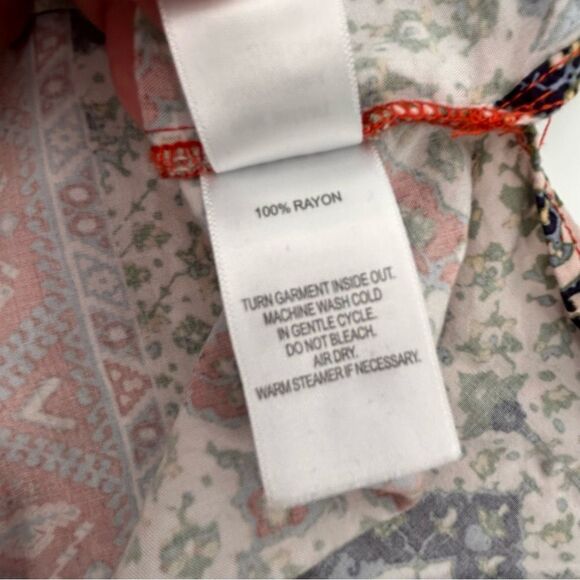 100% RAYON
TURN GARMENT INSIDE OUT.
MACHINE WASH COLD
IN GENTLE CYCLE.
DO NOT BLEACH.
AIR DRY.
WARM STEAMER IF NECESSARY.